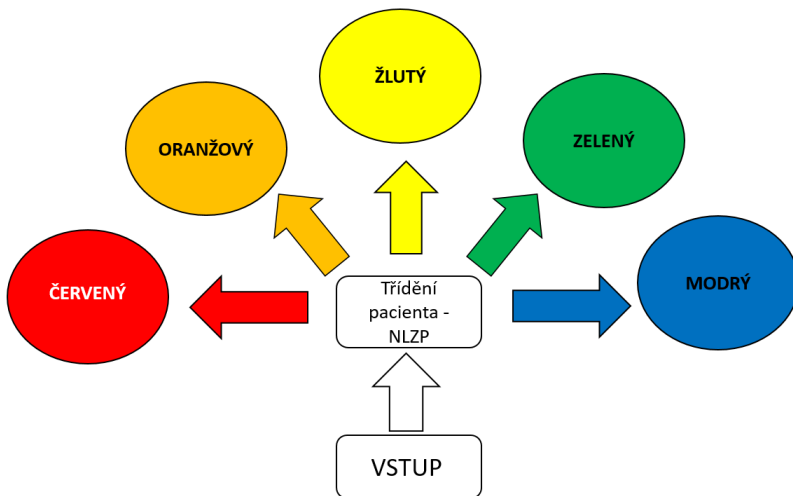 ŽLUTÝ
ORANŽOVÝ
ZELENÝ
ČERVENÝ
MODRÝ
Třídění
pacienta -
NLZP
VSTUP